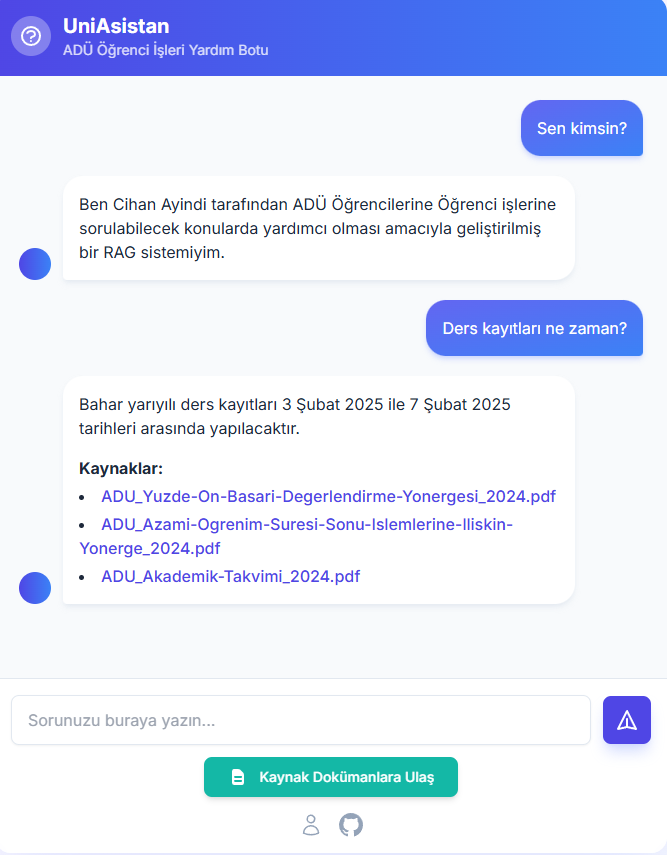 UniAsistan
ADÜ Öğrenci İşleri Yardım Botu
Sen kimsin?
Ben Cihan Ayindi tarafından ADÜ Öğrencilerine Öğrenci işlerine
sorulabilecek konularda yardımcı olması amacıyla geliştirilmiş
bir RAG sistemiyim.
Ders kayıtları ne zaman?
Bahar yarıyılı ders kayıtları 3 Şubat 2025 ile 7 Şubat 2025
tarihleri arasında yapılacaktır.
Kaynaklar:
• ADU_Yuzde-On-Basari-Degerlendirme-Yonergesi_2024.pdf
• ADU_Azami-Ogrenim-Suresi-Sonu-Islemlerine-Iliskin-
Yonerge_2024.pdf
• ADU_Akademik-Takvimi_2024.pdf
Sorunuzu buraya yazın...
Kaynak Dokümanlara Ulaş